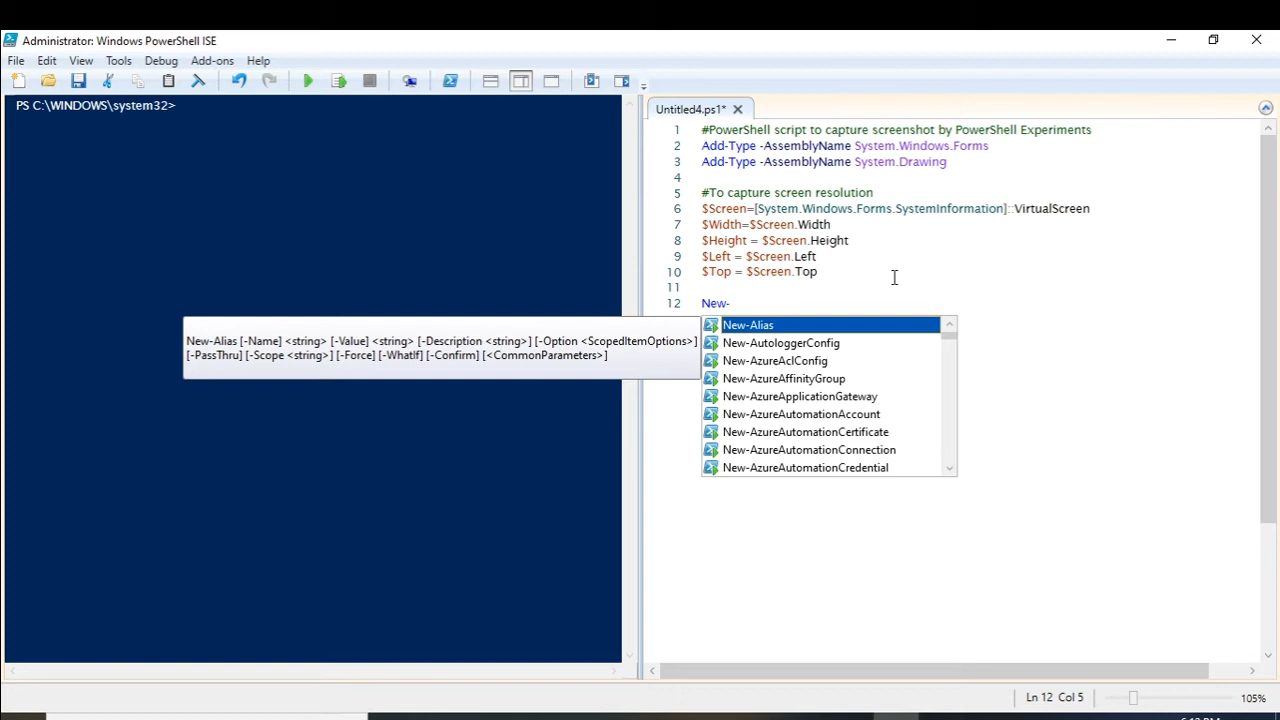 Administrator: Windows PowerShell ISE
File Edit View Tools Debug Add-ons Help
PS C:\WINDOWS\system32>
Untitled4.ps1*
1 #PowerShell script to capture screenshot by PowerShell Experiments
2 Add-Type -AssemblyName System.Windows.Forms
3 Add-Type -AssemblyName System.Drawing
4
5 #To capture screen resolution
6 $Screen=[System.Windows.Forms.SystemInformation]::VirtualScreen
7 $Width=$Screen.Width
8 $Height = $Screen.Height
9 $Left = $Screen.Left
10 $Top = $Screen.Top
11
12 New-
New-Alias [-Name] <string> [-Value] <string> [-Description <string>] [-Option <ScopedItemOptions>]
[-PassThru] [-Scope <string>] [-Force] [-WhatIf] [-Confirm] [<CommonParameters>]
New-Alias
New-AutologgerConfig
New-AzureAclConfig
New-AzureAffinityGroup
New-AzureApplicationGateway
New-AzureAutomationAccount
New-AzureAutomationCertificate
New-AzureAutomationConnection
New-AzureAutomationCredential
Ln 12 Col 5
105%